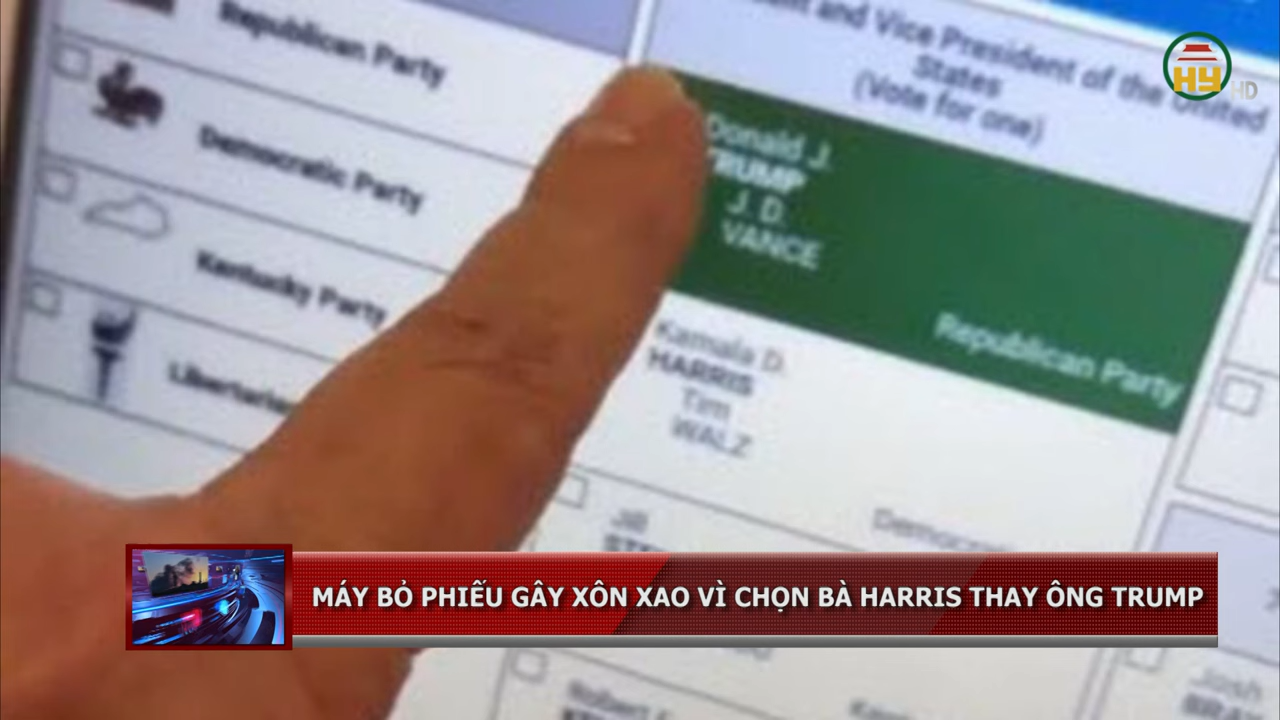 Republican Party
Democratic Party
Kentucky Party
and Vice President of the United
States
(Vote for one)
Donald J.
TRUMP
J. D.
VANCE
Republican Party
Kamala D.
HARRIS
Tim
WALZ
Jill
Josh
HY HD
MÁY BỎ PHIẾU GÂY XÔN XAO VÌ CHỌN BÀ HARRIS THAY ÔNG TRUMP